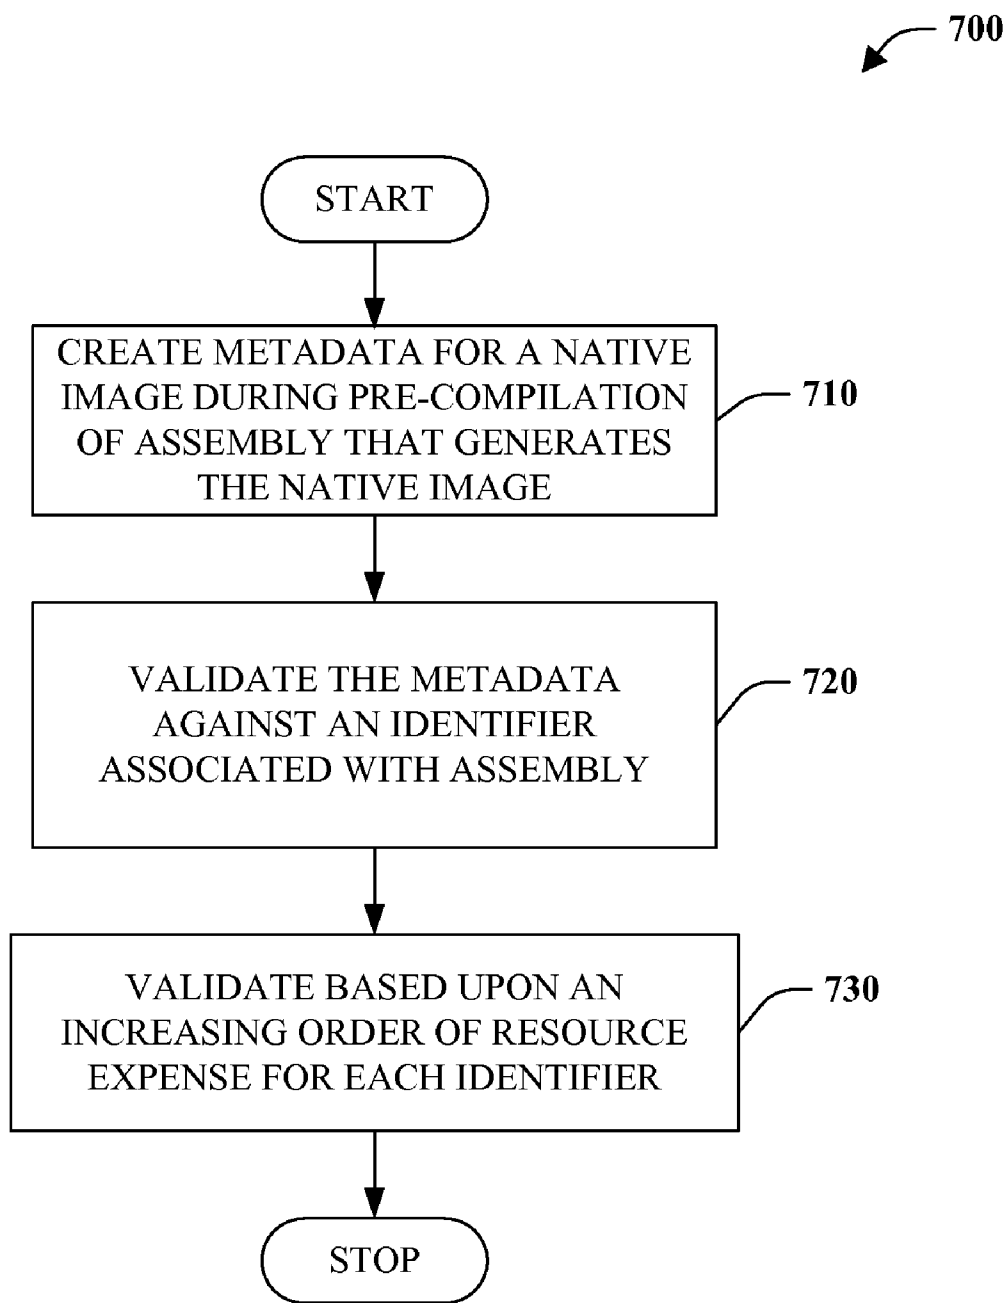 700
START
CREATE METADATA FOR A NATIVE
IMAGE DURING PRE-COMPILATION
OF ASSEMBLY THAT GENERATES
THE NATIVE IMAGE
710
VALIDATE THE METADATA
AGAINST AN IDENTIFIER
ASSOCIATED WITH ASSEMBLY
720
VALIDATE BASED UPON AN
INCREASING ORDER OF RESOURCE
EXPENSE FOR EACH IDENTIFIER
730
STOP